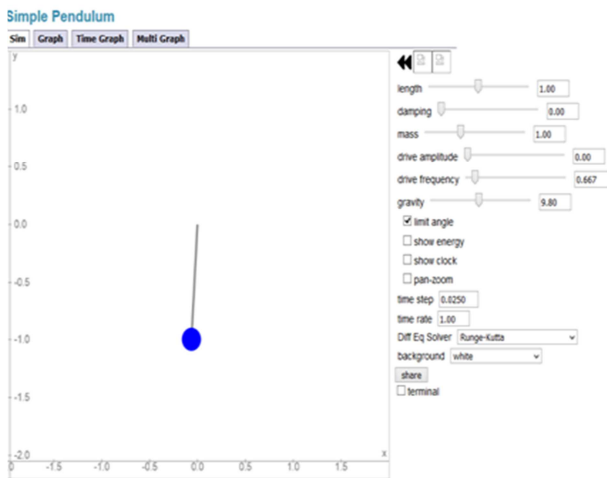 Simple Pendulum
Sim Graph Time Graph Multi Graph
y
1.0
0.5
0.0
-0.5
-1.0
-1.5
-2.0
-1.5 -1.0 -0.5 0.0 0.5 1.0 1.5
x
length 1.00
damping 0.00
mass 1.00
drive amplitude 0.00
drive frequency 0.667
gravity 9.80
limit angle
show energy
show clock
pan-zoom
time step 0.0250
time rate 1.00
Diff Eq Solver Runge-Kutta
background white
share
terminal